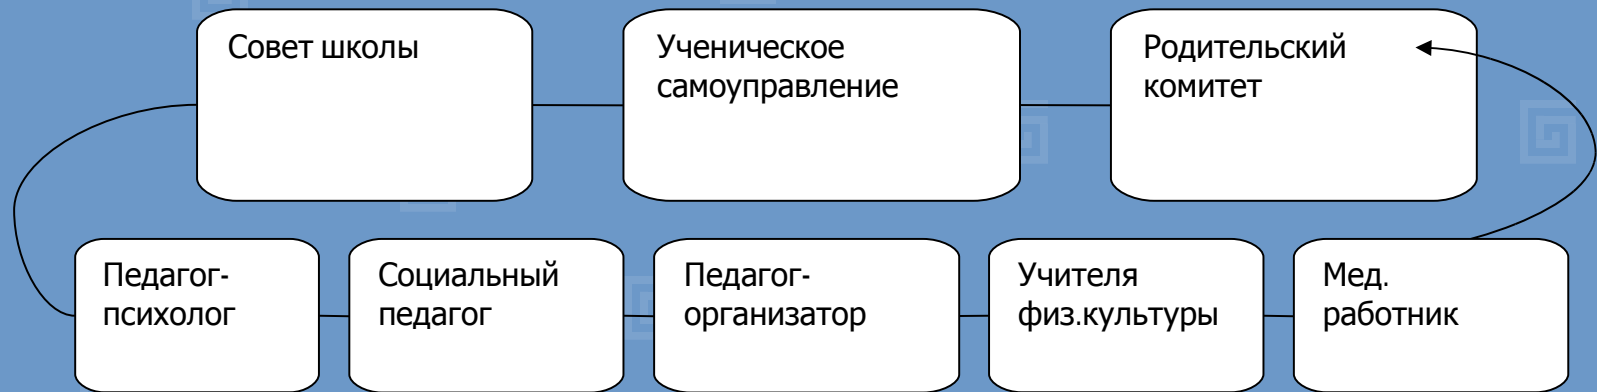 Совет школы
Ученическое
самоуправление
Родительский
комитет
Педагог-
психолог
Социальный
педагог
Педагог-
организатор
Учителя
физ.культуры
Мед.
работник